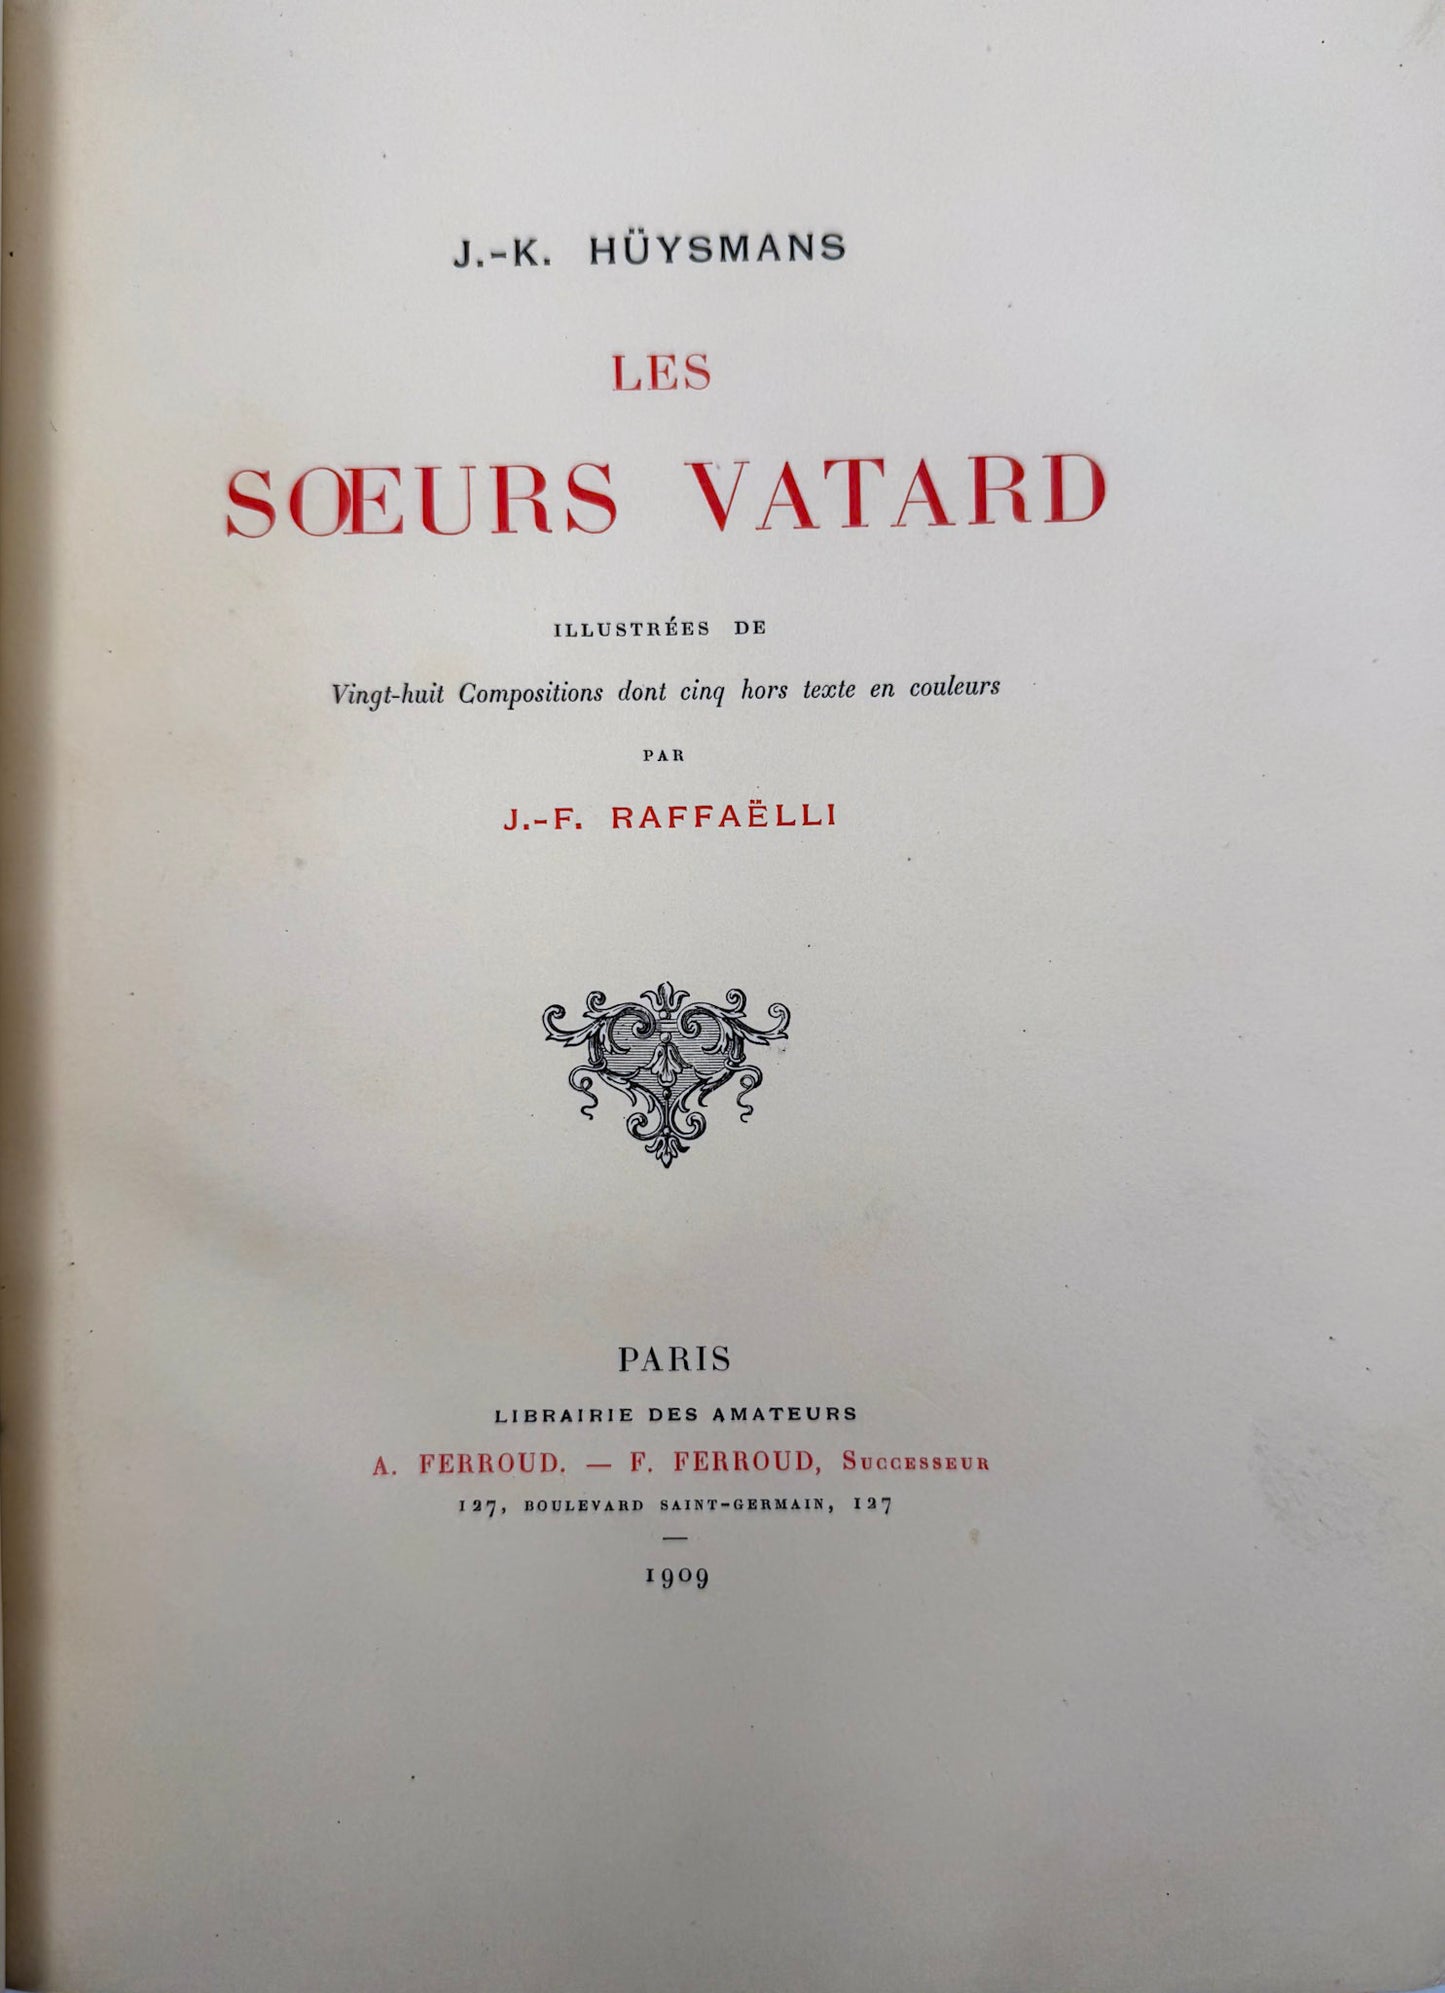 J.-K. HÜYSMANS
LES
SŒURS VATARD
ILLUSTRÉES DE
Vingt-huit Compositions dont cinq hors texte en couleurs
PAR
J.-F. RAFFAËLLI
PARIS
LIBRAIRIE DES AMATEURS
A. FERROUD. — F. FERROUD, Successeur
127, BOULEVARD SAINT-GERMAIN, 127
1909